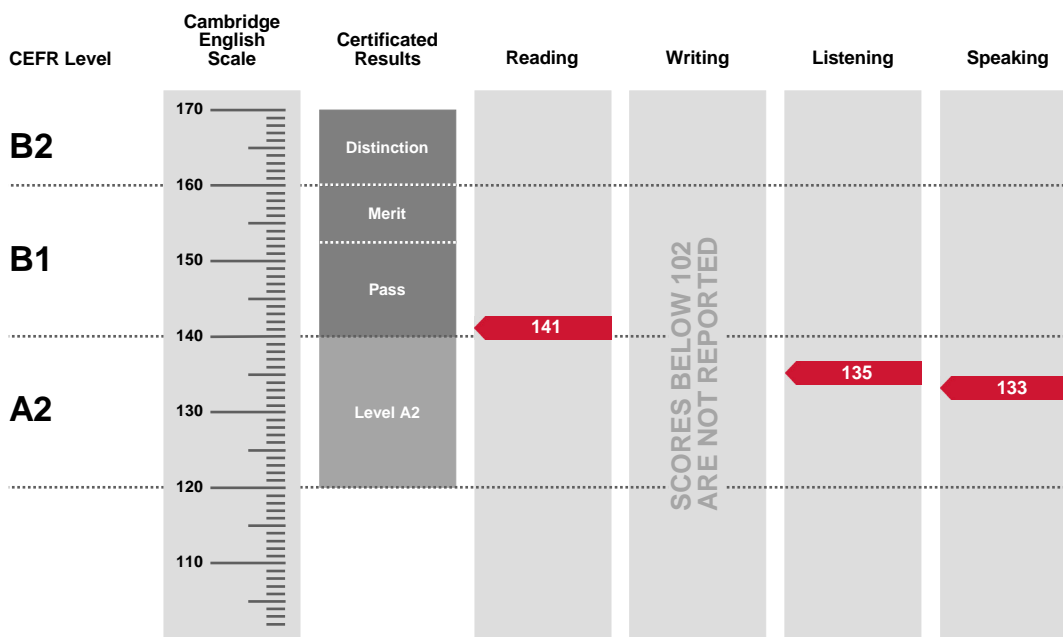 CEFR Level
Cambridge
English
Scale
Certificated
Results
Reading
Writing
Listening
Speaking
170
B2
Distinction
160
Merit
B1
150
Pass
141
140
135
133
A2
130
Level A2
SCORES BELOW 102
ARE NOT REPORTED
120
110